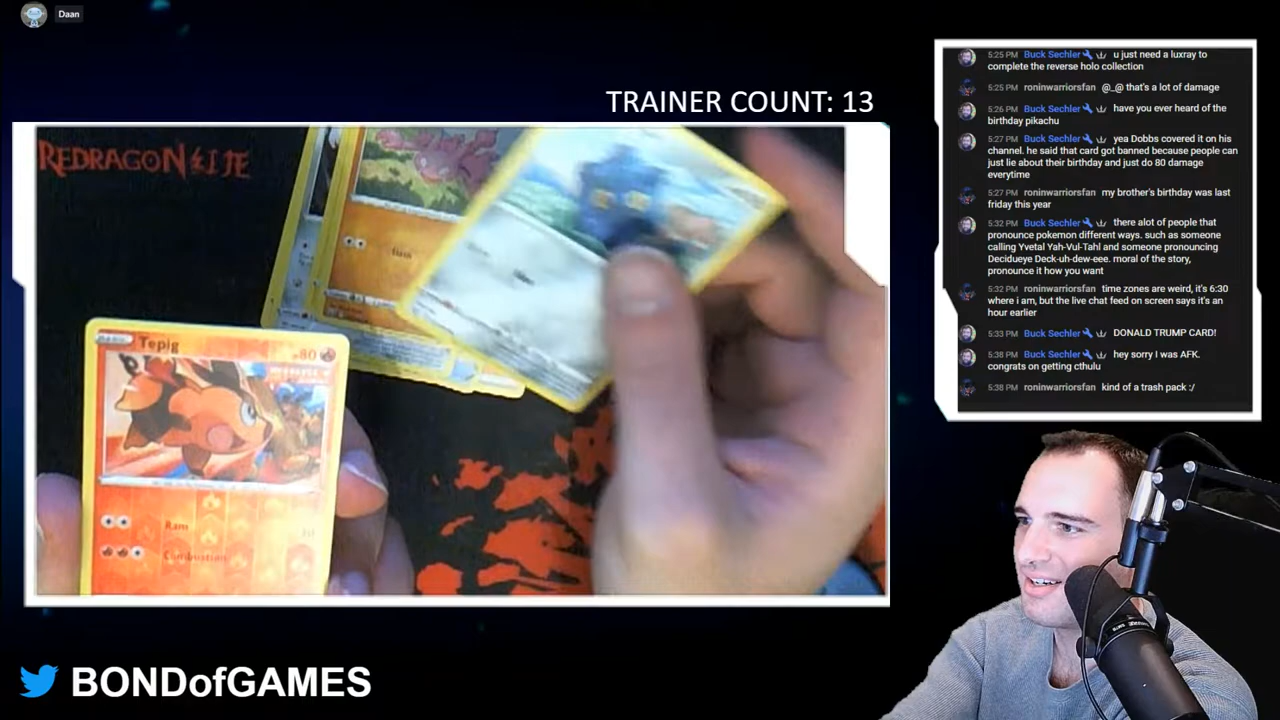 Daan
TRAINER COUNT: 13
REDRAGON
Tepig
80
Ram
Combustion
5:25 PM Buck Sechler u just need a luxray to
complete the reverse holo collection
5:25 PM roninwarriorsfan @_@ that's a lot of damage
5:26 PM Buck Sechler have you ever heard of the
birthday pikachu
5:27 PM Buck Sechler yea Dobbs covered it on his
channel. he said that card got banned because people can
just lie about their birthday and just do 80 damage
everytime
5:27 PM roninwarriorsfan my brother's birthday was last
friday this year
5:32 PM Buck Sechler there alot of people that
pronounce pokemon different ways. such as someone
calling Yvetal Yah-Vul-Tahl and someone pronouncing
Decidueye Deck-uh-dew-eee. moral of the story,
pronounce it how you want
5:32 PM roninwarriorsfan time zones are weird, it's 6:30
where i am, but the live chat feed on screen says it's an
hour earlier
5:33 PM Buck Sechler DONALD TRUMP CARD!
5:38 PM Buck Sechler hey sorry I was AFK.
congrats on getting cthulu
5:38 PM roninwarriorsfan kind of a trash pack :/
BONDofGAMES